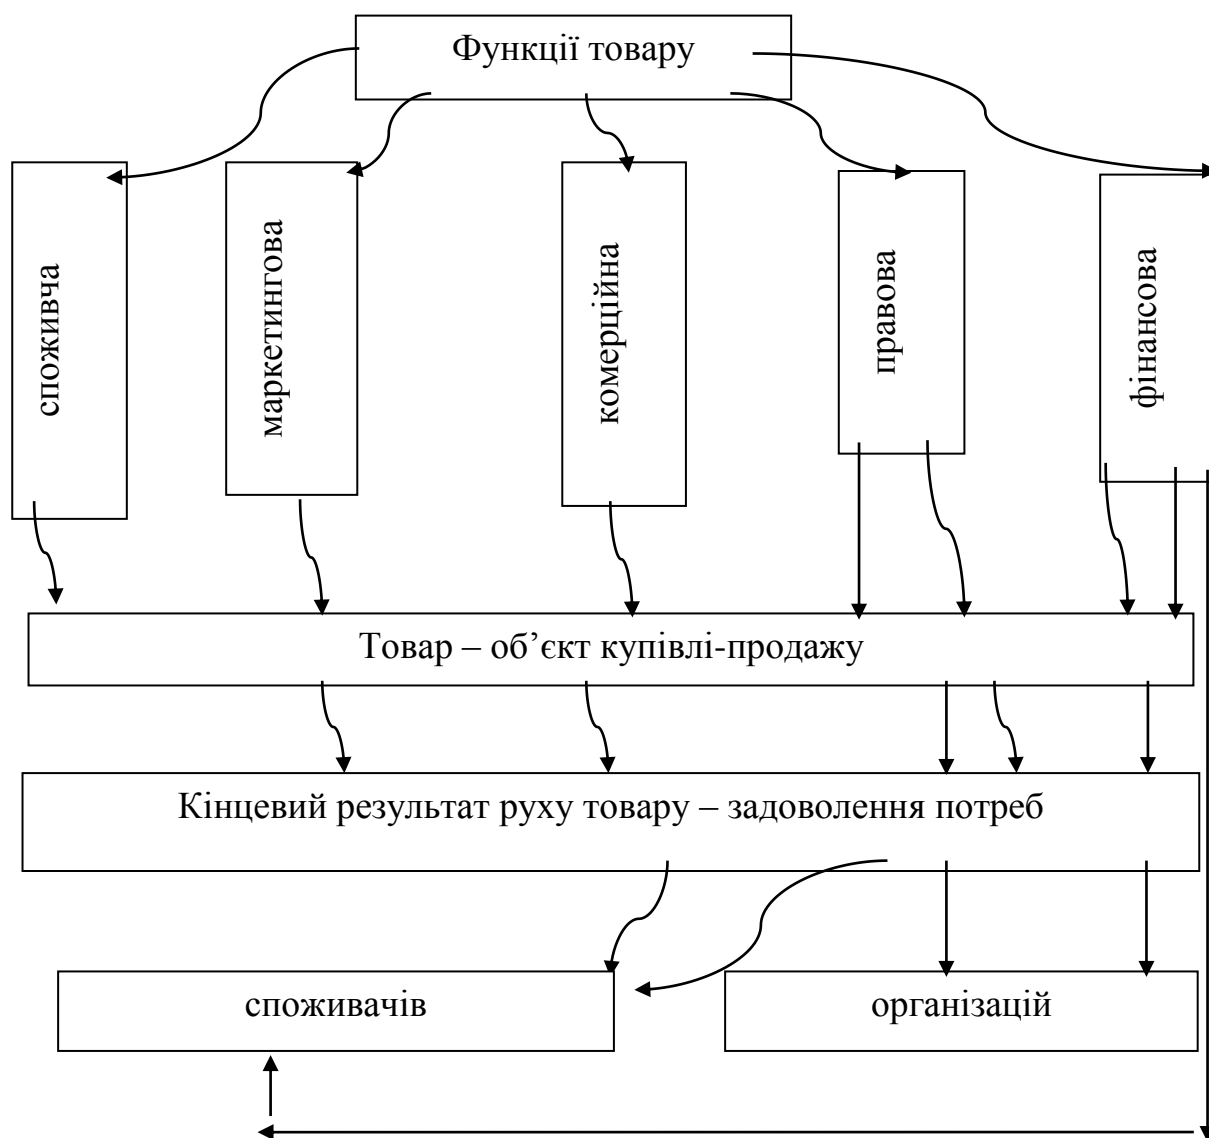 Функції товару
споживча
маркетингова
комерційна
правова
фінансова
Товар – об’єкт купівлі-продажу
Кінцевий результат руху товару – задоволення потреб
споживачів
організацій